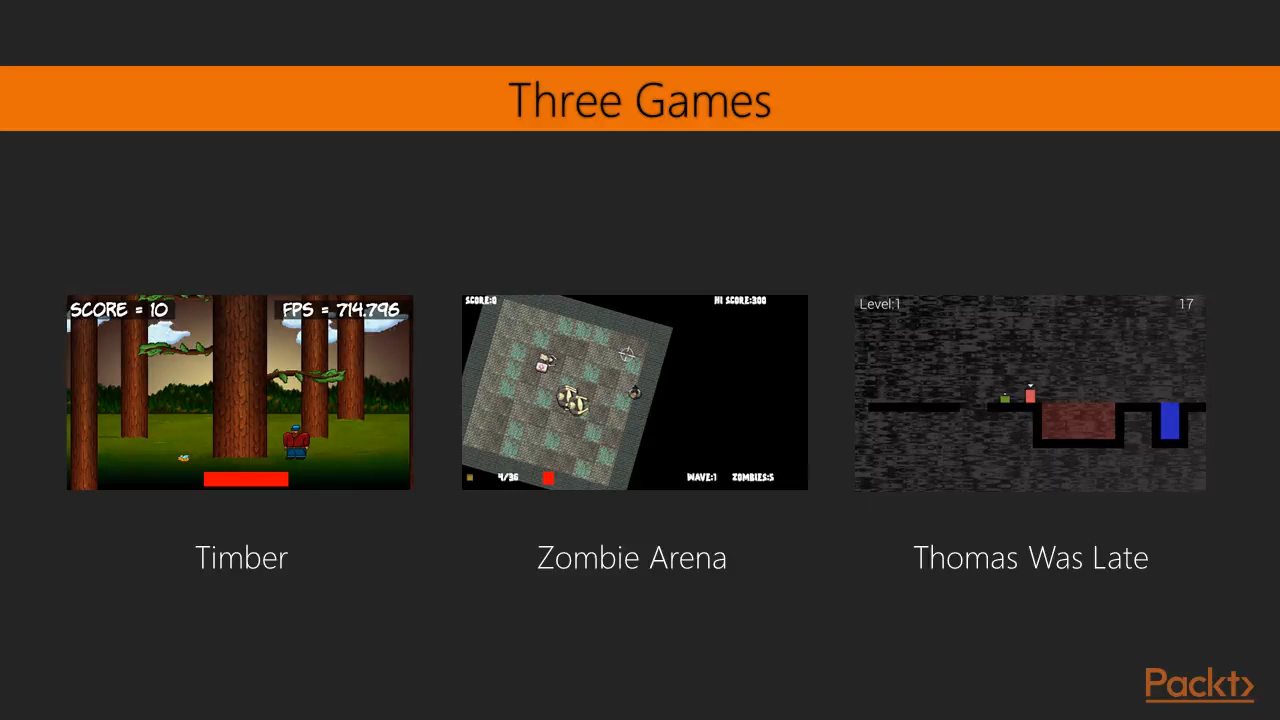 Three Games
SCORE = 10
FPS = 714.796
SCORE:0
HI SCORE:300
4/36
WAVE:1
ZOMBIES:5
Level:1
17
Timber
Zombie Arena
Thomas Was Late
Packt>